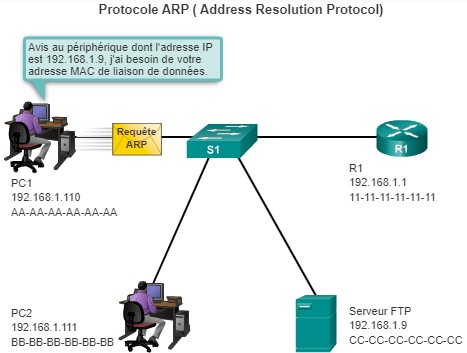 Protocole ARP ( Address Resolution Protocol)
Avis au périphérique dont l'adresse IP
est 192.168.1.9, j'ai besoin de votre
adresse MAC de liaison de données.
Requête
ARP
S1
R1
PC1
192.168.1.110
AA-AA-AA-AA-AA-AA
R1
192.168.1.1
11-11-11-11-11-11
PC2
192.168.1.111
BB-BB-BB-BB-BB-BB
Serveur FTP
192.168.1.9
CC-CC-CC-CC-CC-CC